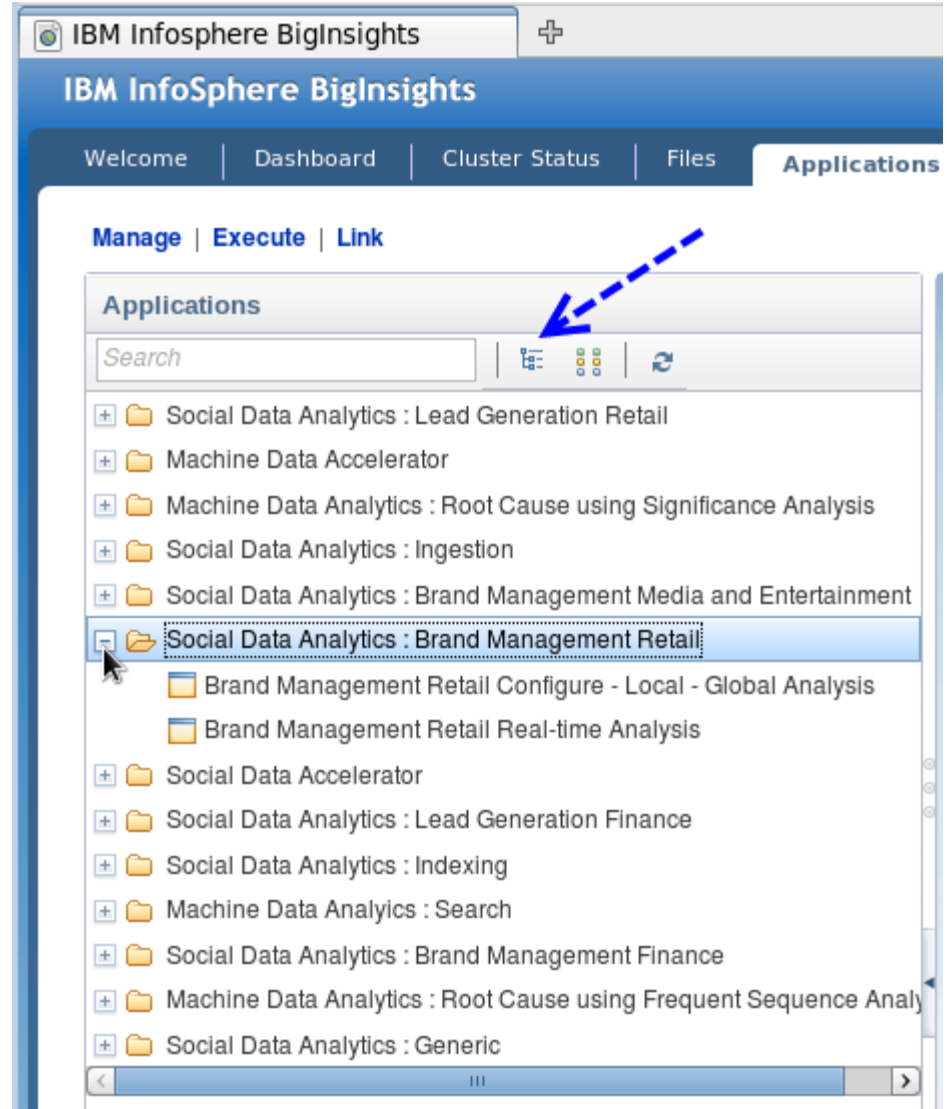 IBM Infosphere BigInsights
IBM InfoSphere BigInsights
Welcome | Dashboard | Cluster Status | Files Applications
Manage | Execute | Link
Applications
Search
Social Data Analytics : Lead Generation Retail
Machine Data Accelerator
Machine Data Analytics : Root Cause using Significance Analysis
Social Data Analytics : Ingestion
Social Data Analytics : Brand Management Media and Entertainment
Social Data Analytics : Brand Management Retail
Brand Management Retail Configure - Local - Global Analysis
Brand Management Retail Real-time Analysis
Social Data Accelerator
Social Data Analytics : Lead Generation Finance
Social Data Analytics : Indexing
Machine Data Analyics : Search
Social Data Analytics : Brand Management Finance
Machine Data Analytics : Root Cause using Frequent Sequence Analy
Social Data Analytics : Generic